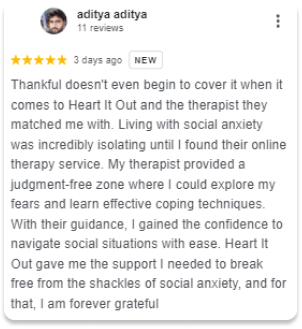 aditya aditya
11 reviews
3 days ago NEW
Thankful doesn't even begin to cover it when it
comes to Heart It Out and the therapist they
matched me with. Living with social anxiety
was incredibly isolating until I found their online
therapy service. My therapist provided a
judgment-free zone where I could explore my
fears and learn effective coping techniques.
With their guidance, I gained the confidence to
navigate social situations with ease. Heart It
Out gave me the support I needed to break
free from the shackles of social anxiety, and for
that, I am forever grateful